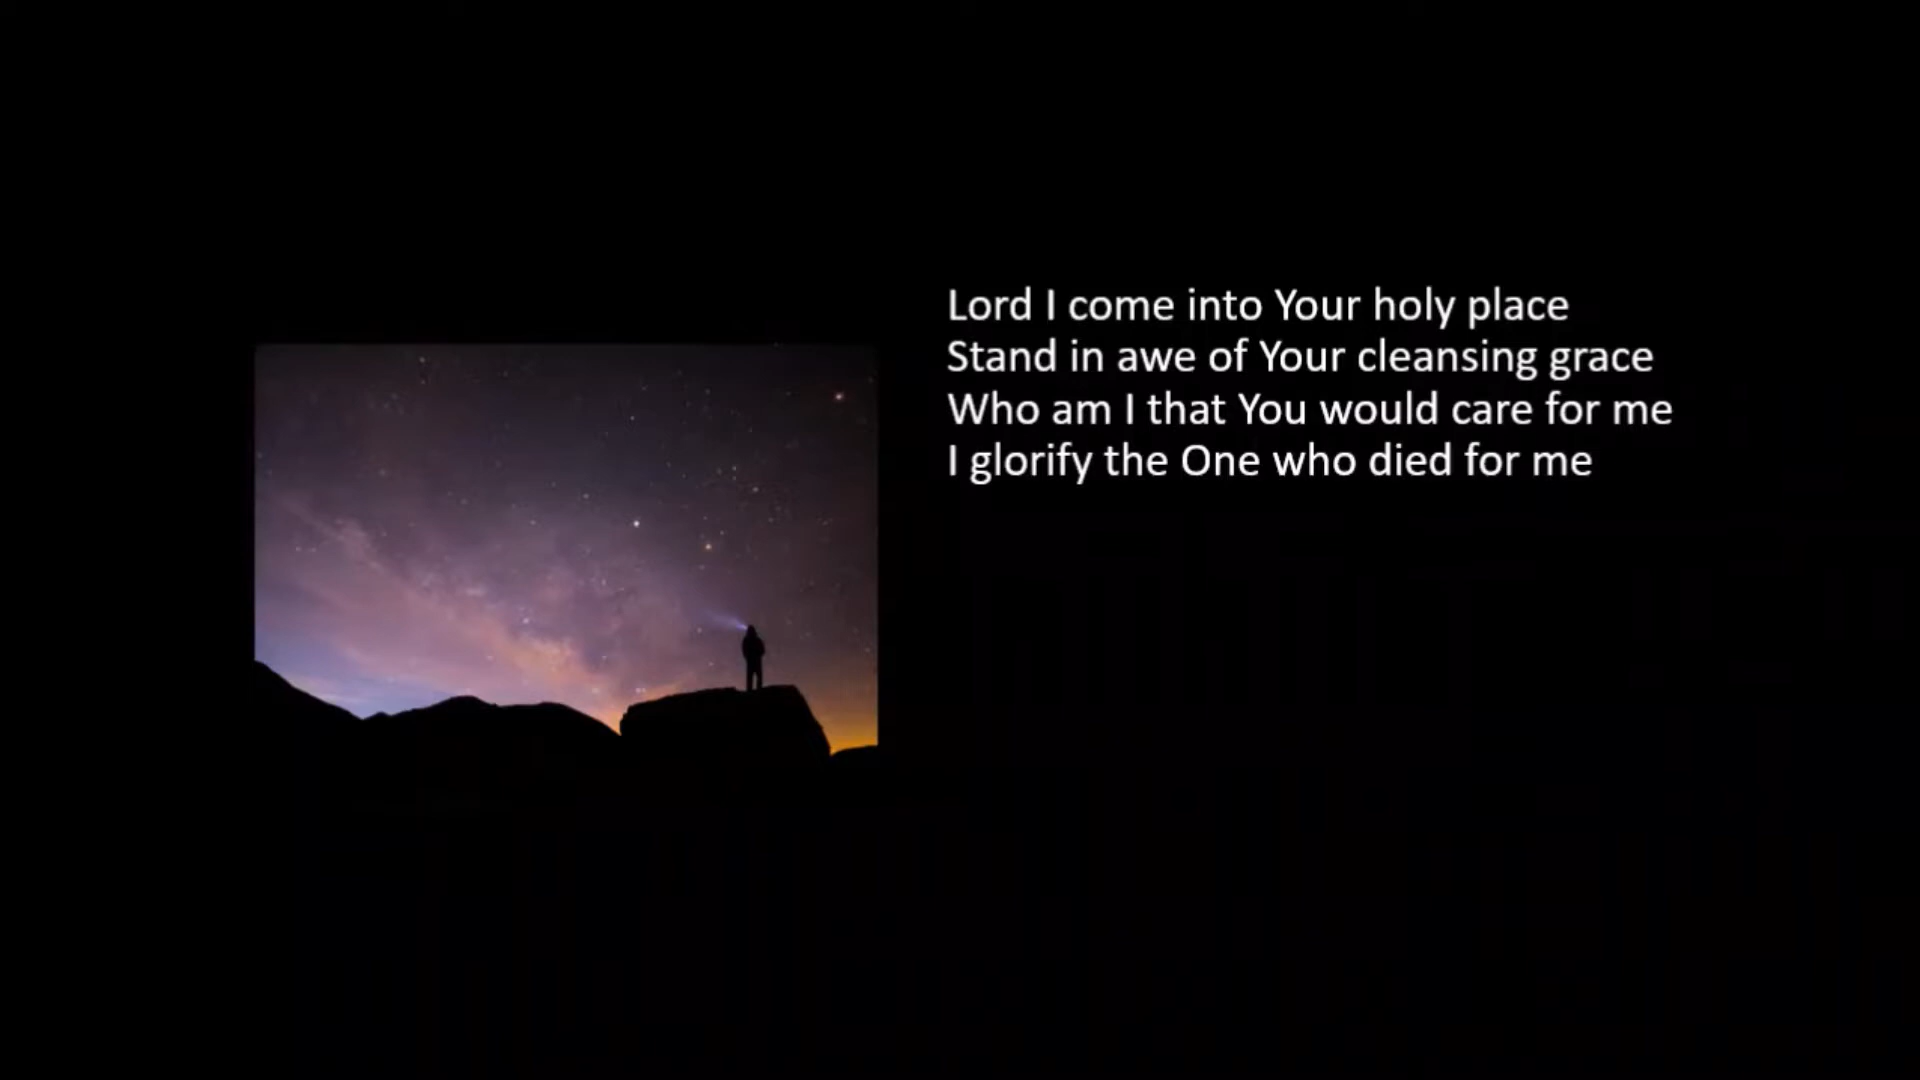 Lord I come into Your holy place
Stand in awe of Your cleansing grace
Who am I that You would care for me
I glorify the One who died for me